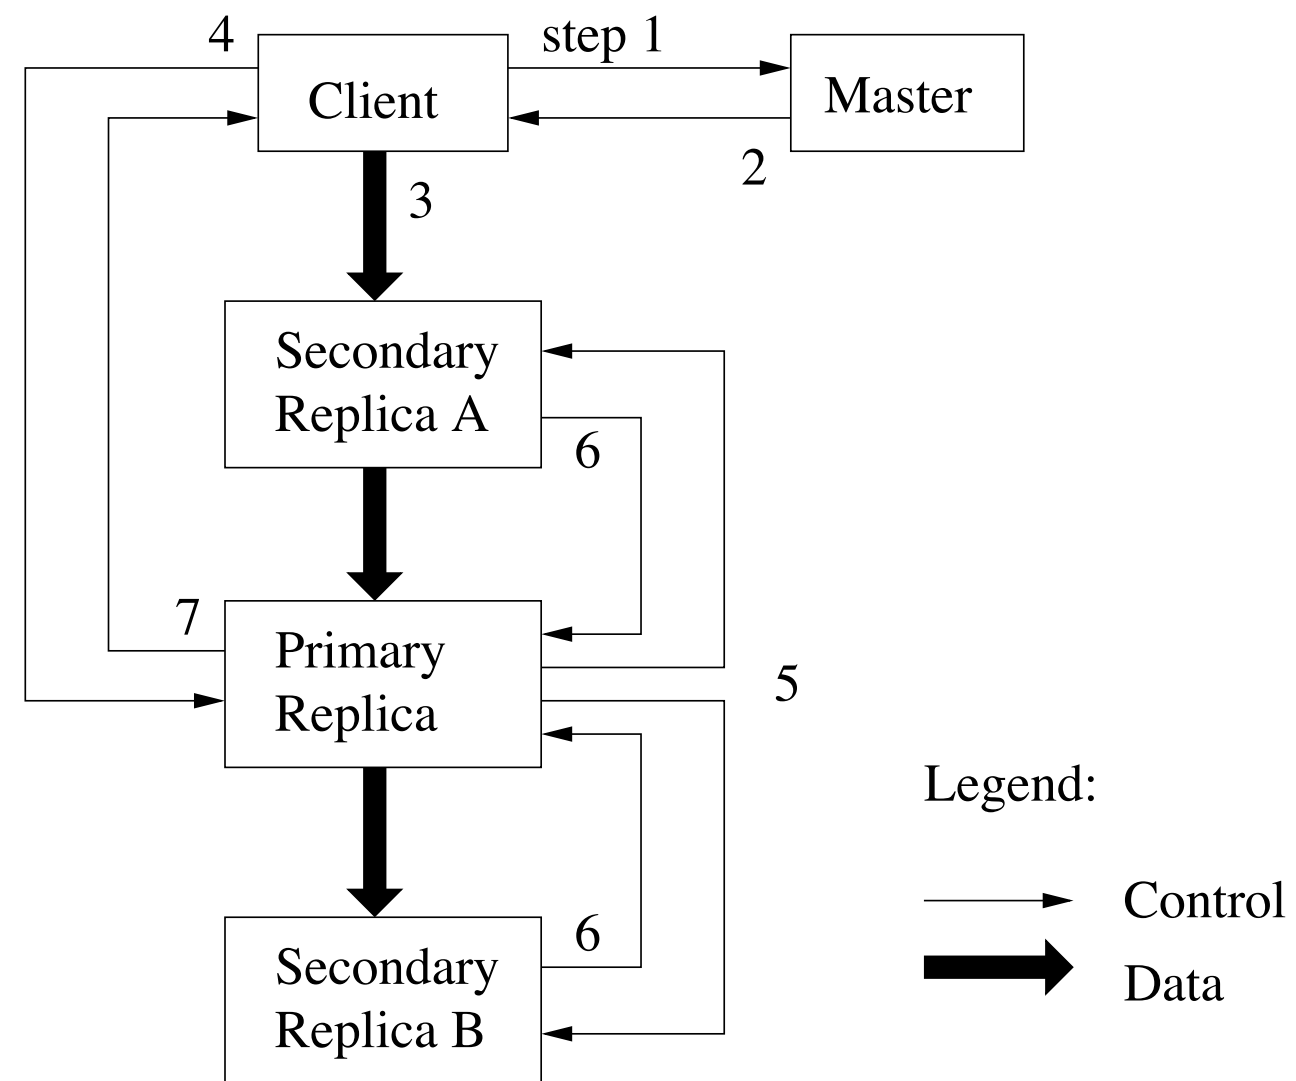 4
step 1
Client
Master
2
3
Secondary
Replica A
6
7
Primary
Replica
5
Legend:
Control
6
Secondary
Replica B
Data